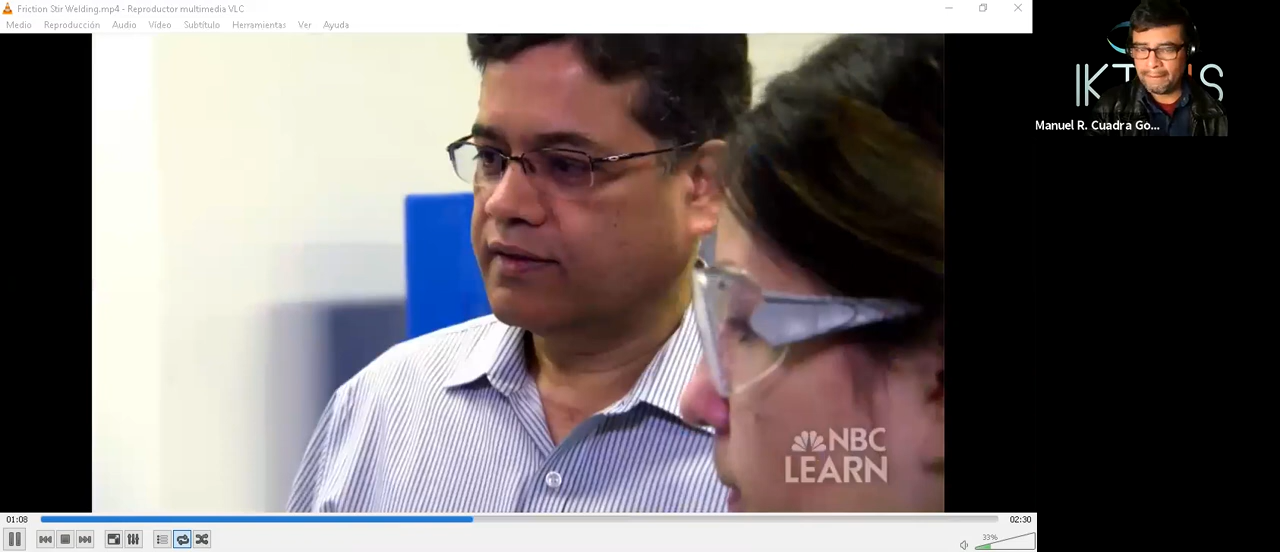 Friction Stir Welding.mp4 - Reproductor multimedia VLC
Medio Reproducción Audio Vídeo Subtítulo Herramientas Ver Ayuda
Manuel R. Cuadra Go...
NBC
LEARN
01:08
02:30
33%